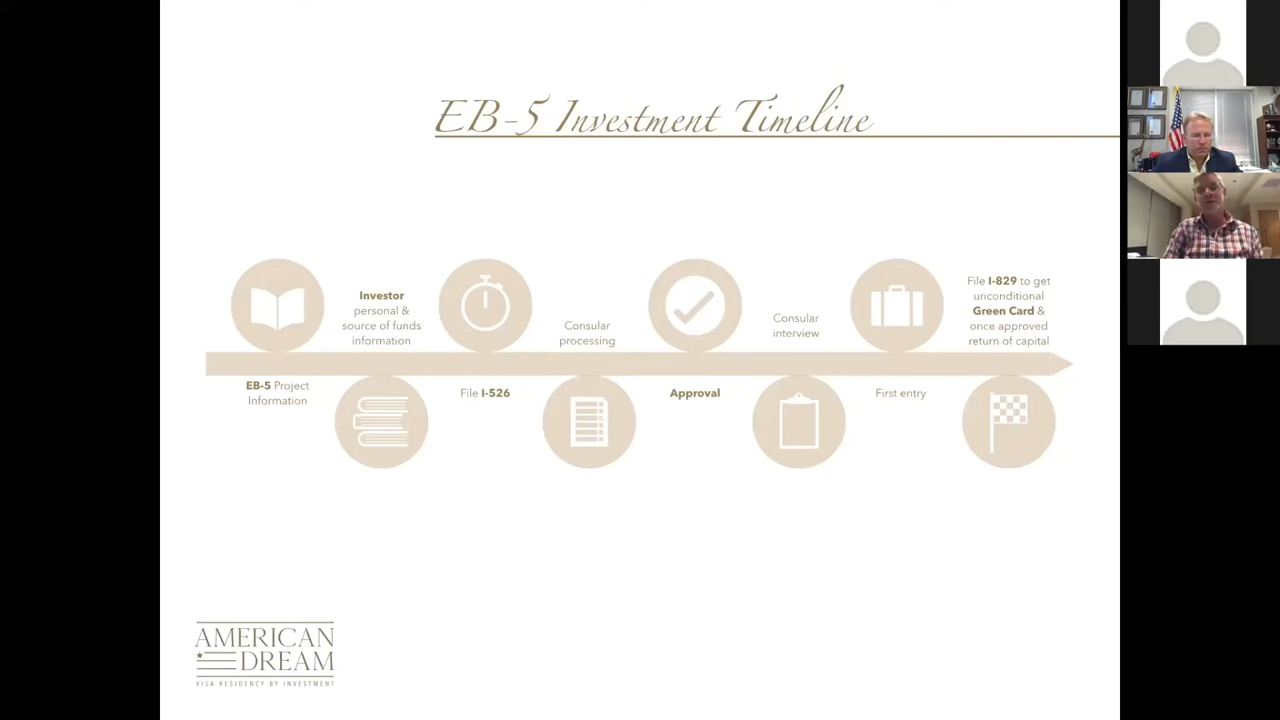 EB-5 Investment Timeline
EB-5 Project
Information
Investor
personal &
source of funds
information
File I-526
Consular
processing
Approval
Consular
interview
First entry
File I-829 to get
unconditional
Green Card &
once approved
return of capital
AMERICAN
DREAM
VISA RESIDENCY BY INVESTMENT